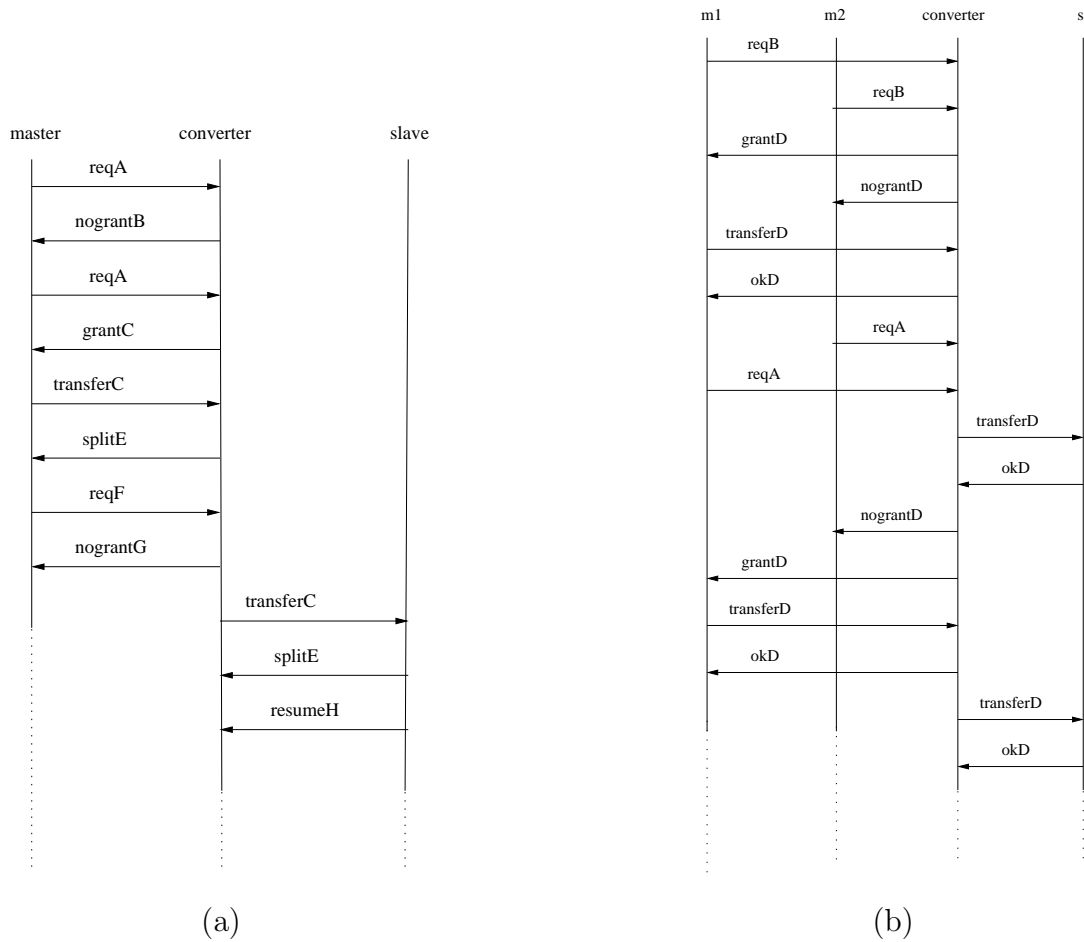 master converter slave
reqA
nograntB
reqA
grantC
transferC
splitE
reqF
nograntG
transferC
splitE
resumeH
(a)
m1 m2 converter s
reqB
reqB
grantD
nograntD
transferD
okD
reqA
reqA
transferD
okD
nograntD
grantD
transferD
okD
transferD
okD
(b)